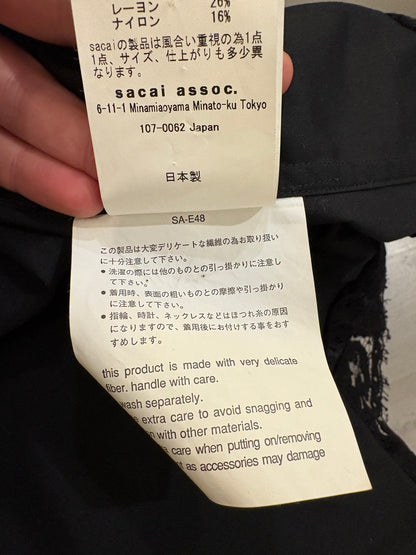 レーヨン 26%
ナイロン 16%
sacaiの製品は風合い重視の為1点
1点、サイズ、仕上がりも多少異
なります。
sacai assoc.
6-11-1 Minamiaoyama Minato-ku Tokyo
107-0062 Japan
日本製
SA-E48
この製品は大変デリケートな繊維の為お取り扱い
に十分注意して下さい。
●洗濯の際には他のものとの引っ掛かりに注意し
て下さい。
●着用時、表面の粗いものとの摩擦や引っかかり
に注意して下さい。
●指輪、時計、ネックレスなどはほつれ糸の原因
になりますので、着用後にお付けする事をおす
すめします。
this product is made with very delicate
fiber. handle with care.
wash separately.
extra care to avoid snagging and
with other materials.
care when putting on/removing
as accessories may damage